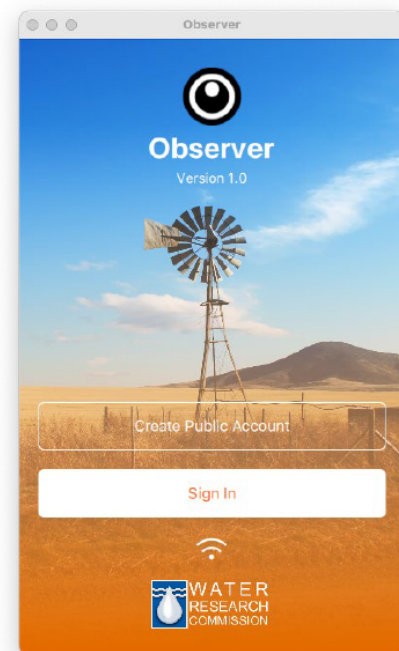 Observer
Observer
Version 1.0
Create Public Account
Sign In
WATER
RESEARCH
COMMISSION